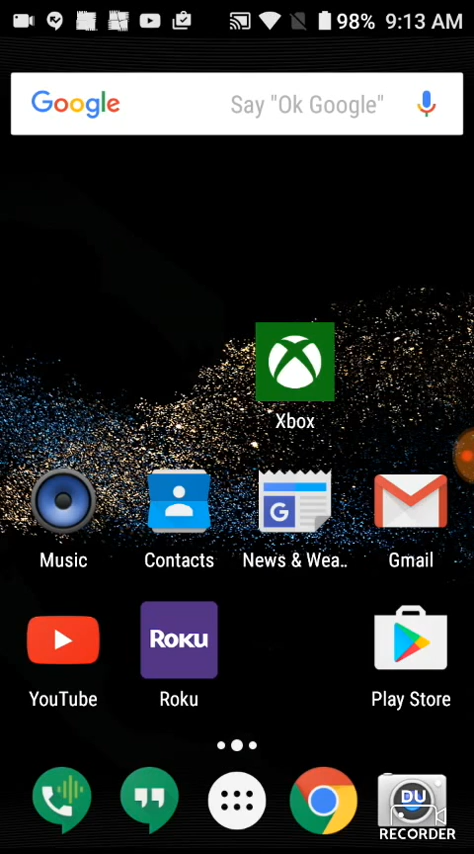 98% 9:13 AM
Google Say "Ok Google"
Xbox
Music Contacts News & Wea.. Gmail
G
ROKU
YouTube Roku Play Store
DU
RECORDER